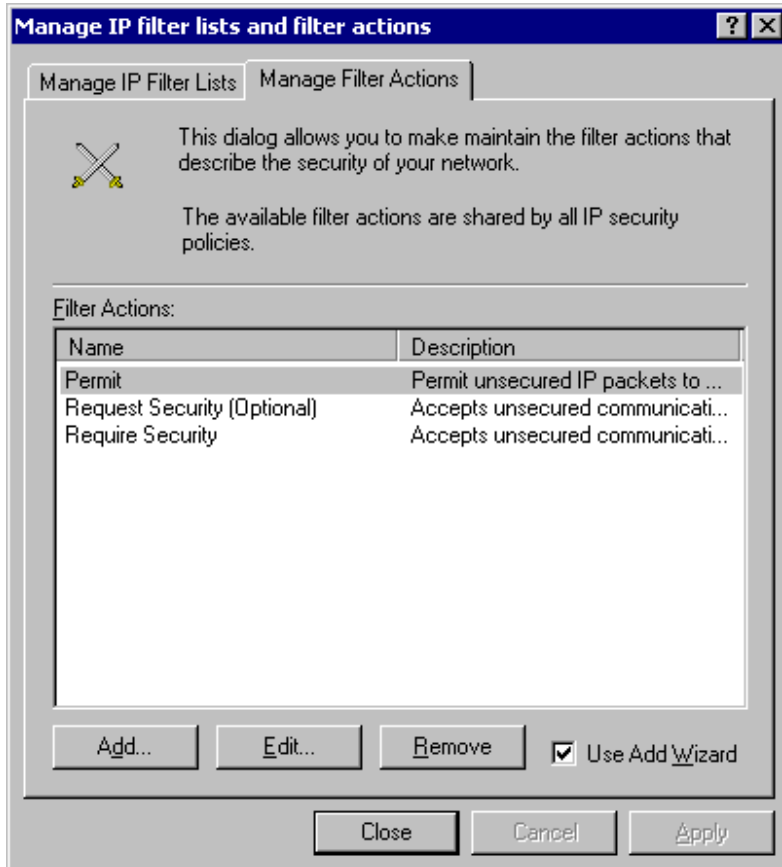 Manage IP filter lists and filter actions
Manage IP Filter Lists
Manage Filter Actions
This dialog allows you to make maintain the filter actions that
describe the security of your network.
The available filter actions are shared by all IP security
policies.
Filter Actions:
Name Description
Permit Permit unsecured IP packets to ...
Request Security (Optional) Accepts unsecured communicati...
Require Security Accepts unsecured communicati...
Add... Edit... Remove Use Add Wizard
Close Cancel Apply